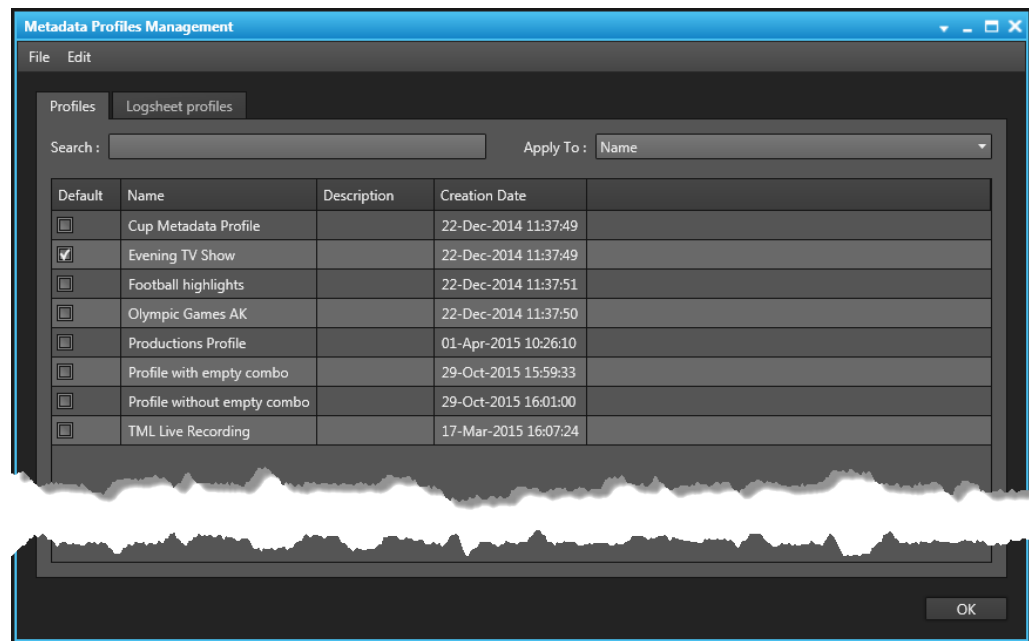 Metadata Profiles Management
File Edit
Profiles Logsheet profiles
Search : Apply To : Name
Default Name Description Creation Date
Cup Metadata Profile 22-Dec-2014 11:37:49
Evening TV Show 22-Dec-2014 11:37:49
Football highlights 22-Dec-2014 11:37:51
Olympic Games AK 22-Dec-2014 11:37:50
Productions Profile 01-Apr-2015 10:26:10
Profile with empty combo 29-Oct-2015 15:59:33
Profile without empty combo 29-Oct-2015 16:01:00
TML Live Recording 17-Mar-2015 16:07:24
OK